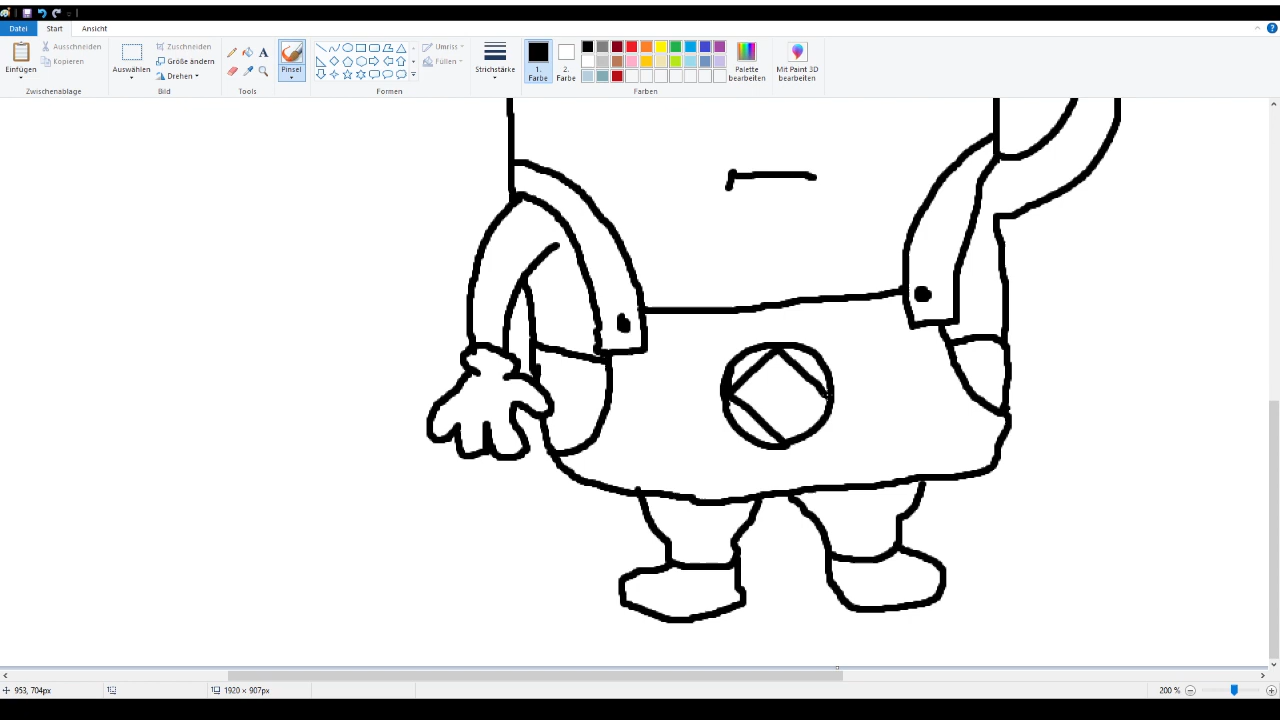 Datei Start Ansicht
Einfügen
Ausschneiden
Kopieren
Zwischenablage
Auswählen
Zuschneiden
Größe ändern
Drehen
Bild
Tools
Pinsel
Formen
Umriss
Füllen
Strichstärke
1. Farbe
2. Farbe
Farben
Palette bearbeiten
Mit Paint 3D bearbeiten
953, 704px
1920 × 907px
200 %